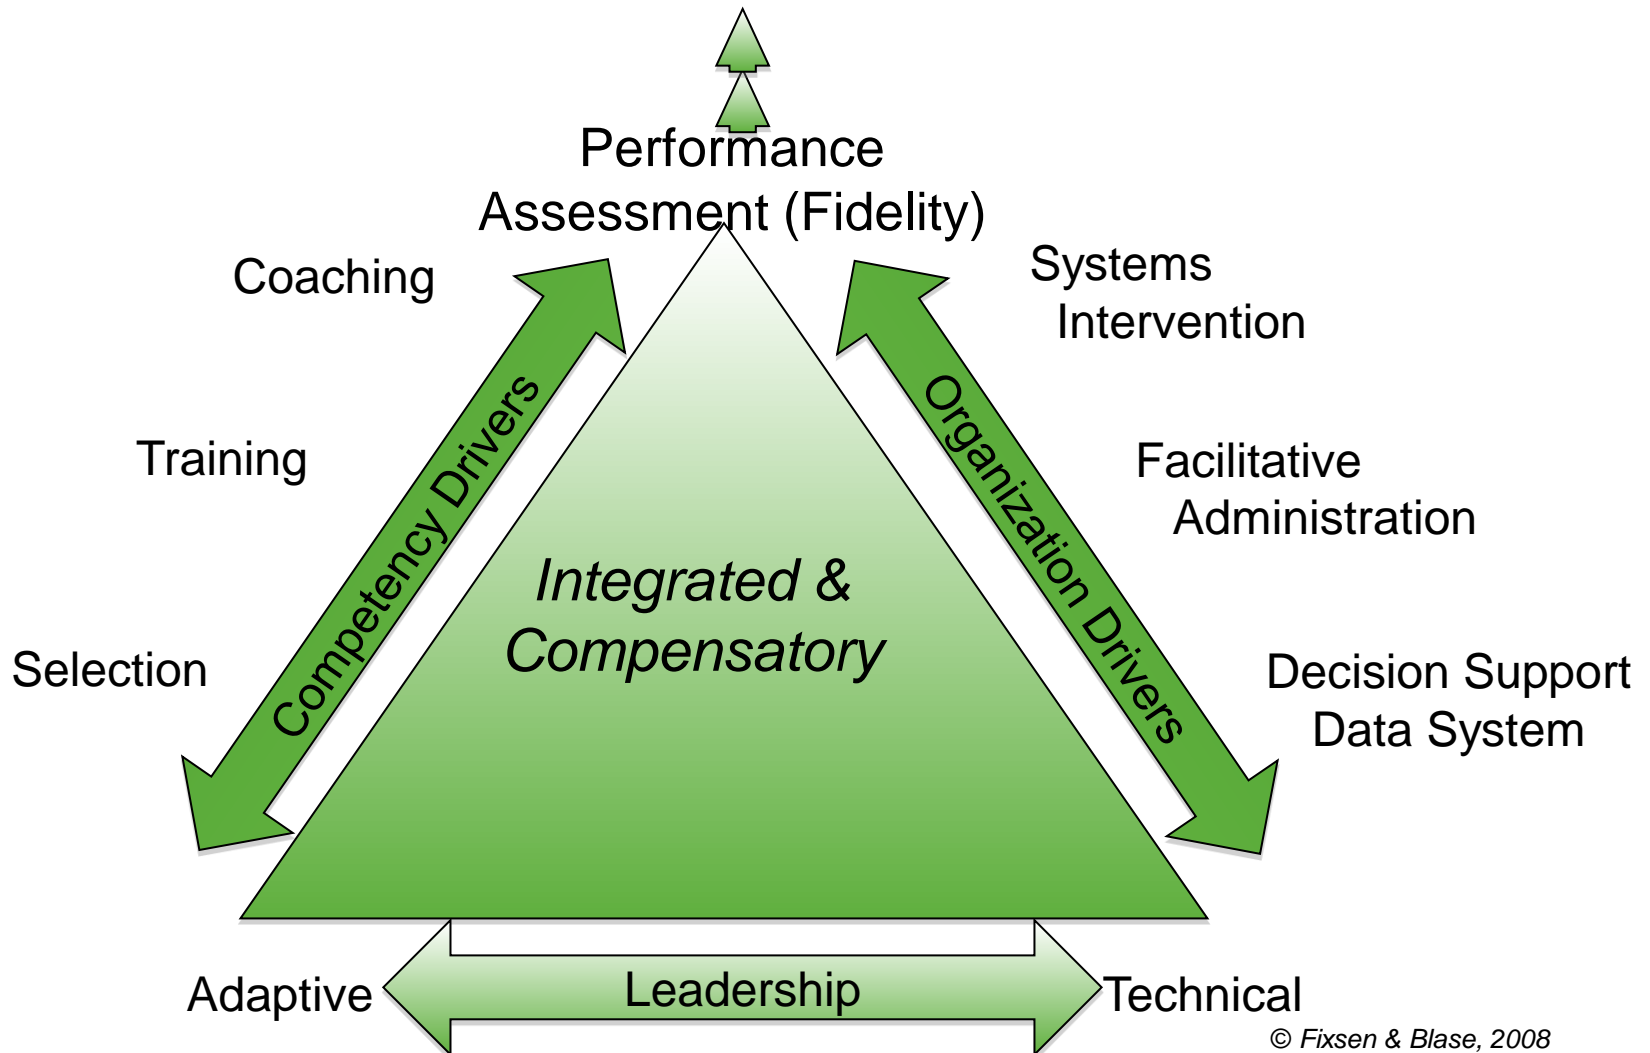 Performance
Assessment (Fidelity)
Coaching
Training
Selection
Competency Drivers
Systems
Intervention
Facilitative
Administration
Decision Support
Data System
Organization Drivers
Integrated &
Compensatory
Adaptive
Leadership
Technical
© Fixsen & Blase, 2008